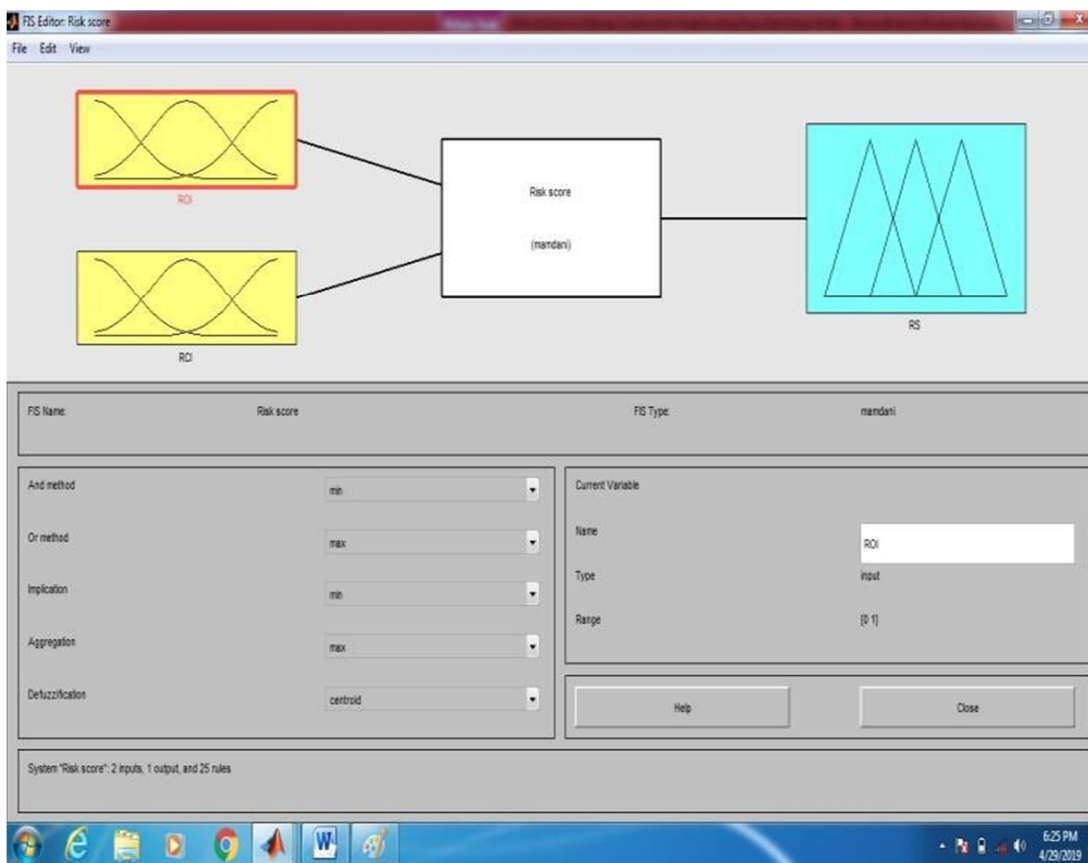 FIS Editor: Risk score
File Edit View
ROI
Risk score
(mamdani)
RCI
RS
FIS Name: Risk score FIS Type: mamdani
And method min
Or method max
Implication min
Aggregation max
Defuzzification centroid
Current Variable
Name ROI
Type input
Range [0 1]
Help Close
System "Risk score": 2 inputs, 1 output, and 25 rules
6:25 PM
4/29/2019